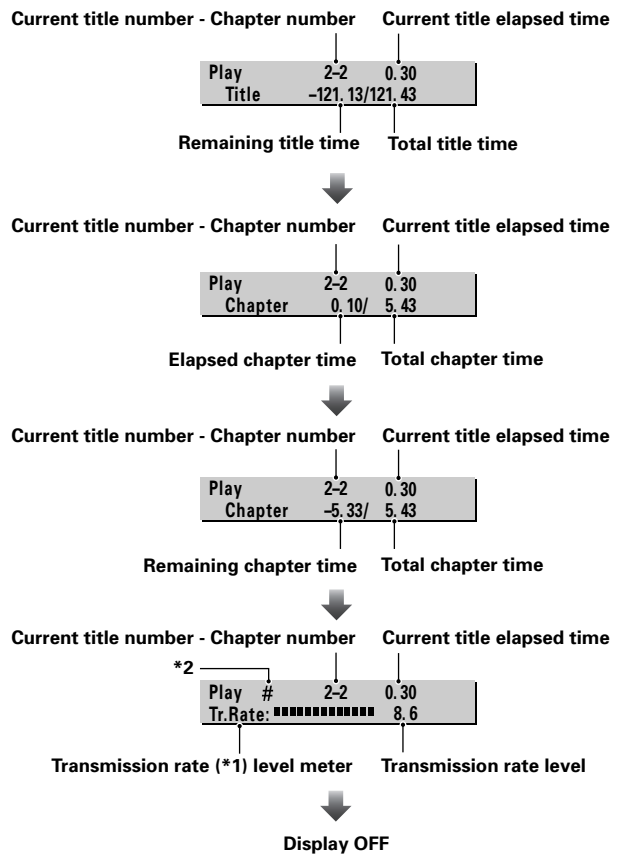 Current title number - Chapter number Current title elapsed time
Play 2–2 0.30
Title –121.13/121.43
Remaining title time Total title time
Current title number - Chapter number Current title elapsed time
Play 2–2 0.30
Chapter 0.10/ 5.43
Elapsed chapter time Total chapter time
Current title number - Chapter number Current title elapsed time
Play 2–2 0.30
Chapter –5.33/ 5.43
Remaining chapter time Total chapter time
Current title number - Chapter number Current title elapsed time
*2
Play # 2–2 0.30
Tr.Rate: 8.6
Transmission rate (*1) level meter Transmission rate level
Display OFF